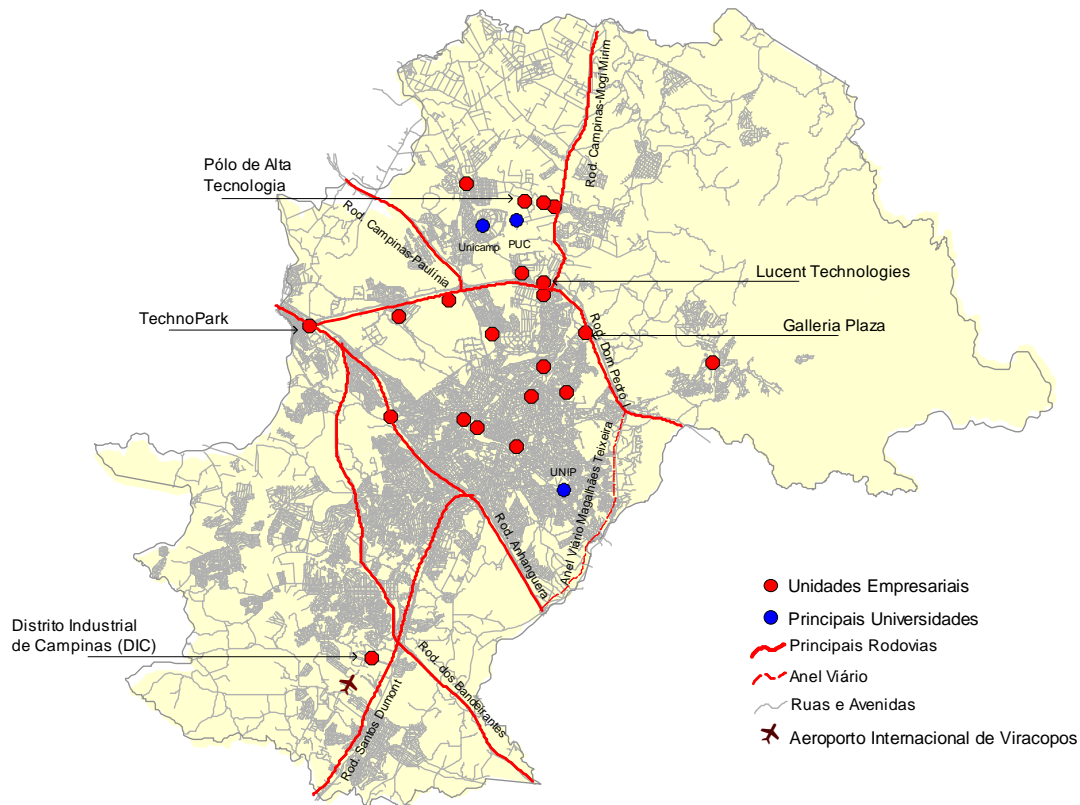 Rod. Campinas-Mogi Mirim
Pólo de Alta
Tecnologia
Rod. Campinas-Paulínia
Unicamp
PUC
Lucent Technologies
TechnoPark
Galleria Plaza
Rod. Dom Pedro I
Anel Viário Magalhães Teixeira
UNIP
Rod. Anhanguera
Distrito Industrial
de Campinas (DIC)
Rod. dos Bandeirantes
Rod. Santos Dumont
Unidades Empresariais
Principais Universidades
Principais Rodovias
Anel Viário
Ruas e Avenidas
Aeroporto Internacional de Viracopos